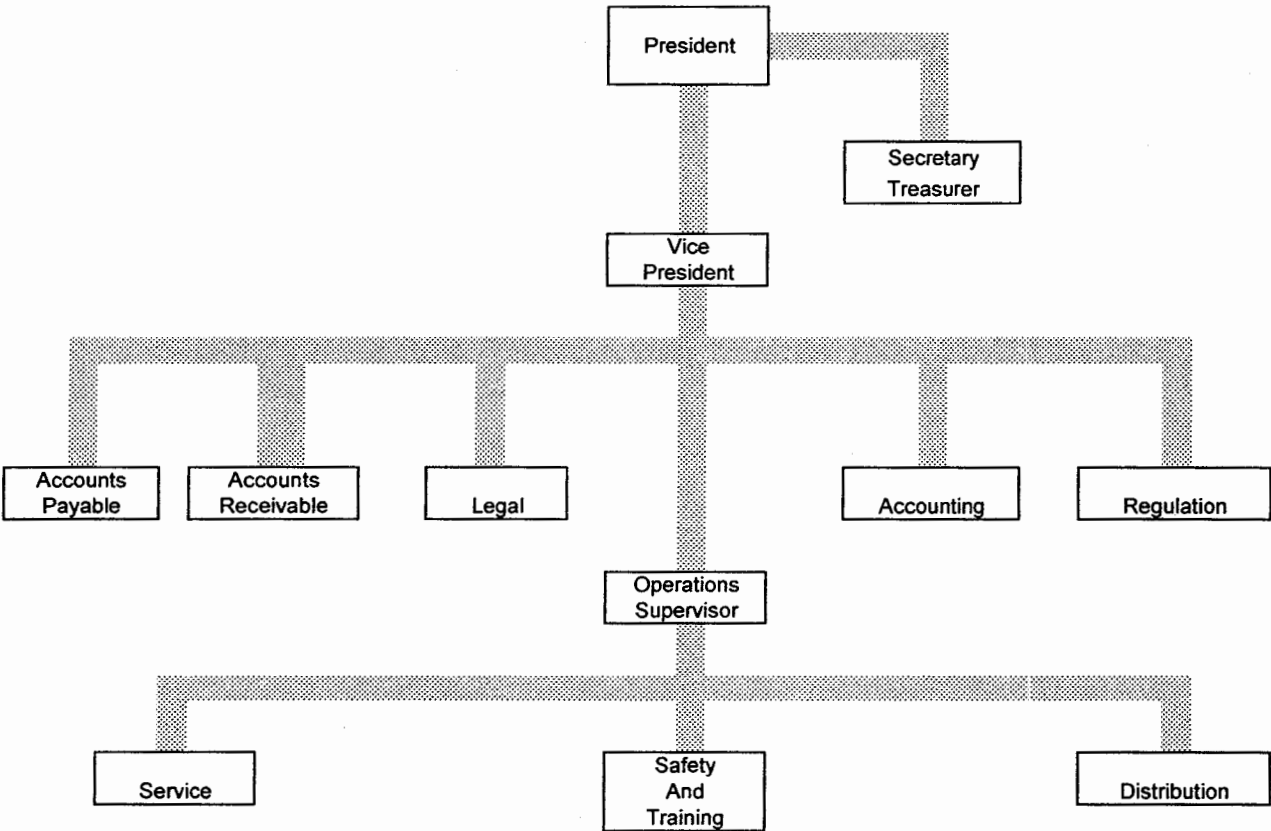 President
Secretary
Treasurer
Vice
President
Accounts
Payable
Accounts
Receivable
Legal
Accounting
Regulation
Operations
Supervisor
Service
Safety
And
Training
Distribution